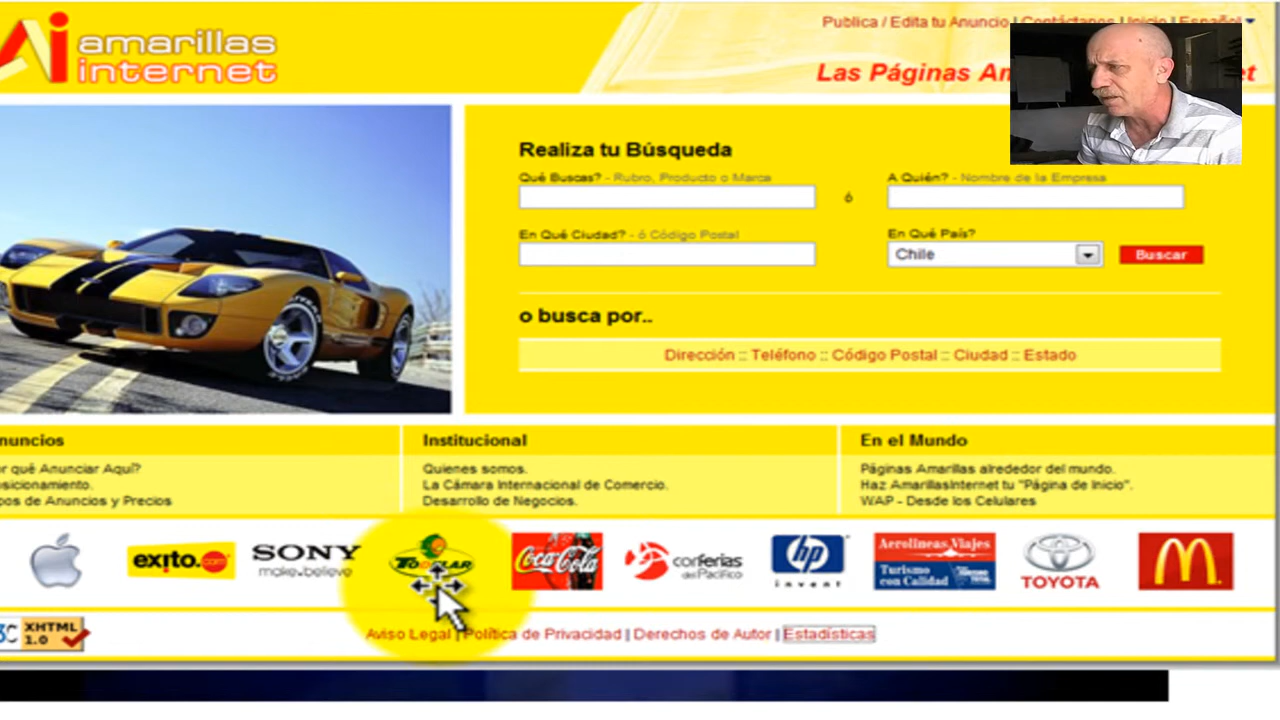 Publica / Edita tu Anuncio | Contáctanos | Inicio | Español
Ai amarillas
internet
Las Páginas Am
et
Realiza tu Búsqueda
Qué Buscas? - Rubro, Producto o Marca
ó
A Quién? - Nombre de la Empresa
En Qué Ciudad? - ó Código Postal
En Qué País?
Chile
Buscar
o busca por..
Dirección :: Teléfono :: Código Postal :: Ciudad :: Estado
nuncios
r qué Anunciar Aquí?
sicionamiento.
pos de Anuncios y Precios
Institucional
Quienes somos.
La Cámara Internacional de Comercio.
Desarrollo de Negocios.
En el Mundo
Páginas Amarillas alrededor del mundo.
Haz AmarillasInternet tu "Página de Inicio".
WAP - Desde los Celulares
exito.com
SONY
make.believe
Coca-Cola
corferias
del Pacífico
hp
invent
Aerolineas y Viajes
Turismo
con Calidad
TOYOTA
M
3C XHTML
1.0
Aviso Legal | Política de Privacidad | Derechos de Autor | Estadísticas